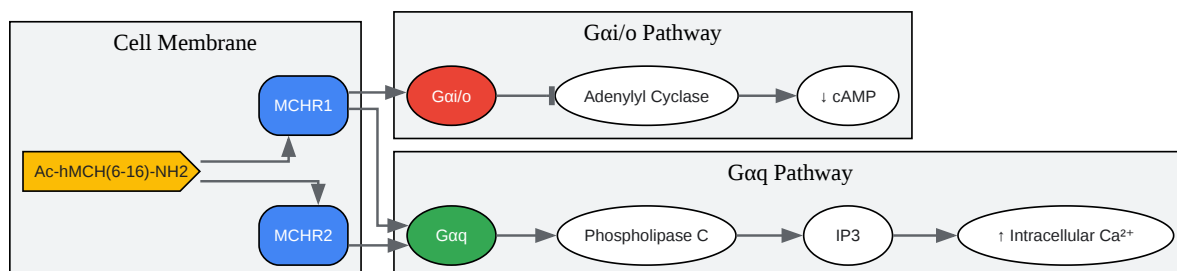 Cell Membrane
Ac-hMCH(6-16)-NH2
MCHR1
MCHR2
Gαi/o Pathway
Gαi/o
Adenylyl Cyclase
↓ cAMP
Gαq Pathway
Gαq
Phospholipase C
IP3
↑ Intracellular Ca²⁺